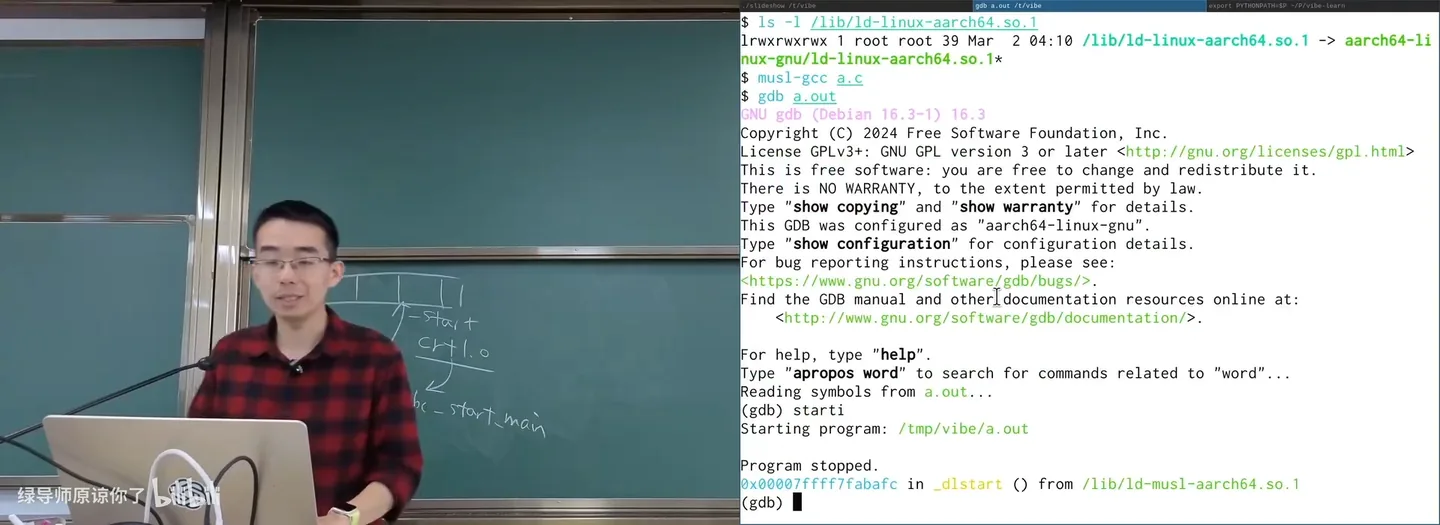 ./slideshow /t/vibe
gdb a.out /t/vibe
export PYTHONPATH=$P ~/P/vibe-learn
$ ls -l /lib/ld-linux-aarch64.so.1
lrwxrwxrwx 1 root root 39 Mar  2 04:10 /lib/ld-linux-aarch64.so.1 -> aarch64-li
nux-gnu/ld-linux-aarch64.so.1*
$ musl-gcc a.c
$ gdb a.out
GNU gdb (Debian 16.3-1) 16.3
Copyright (C) 2024 Free Software Foundation, Inc.
License GPLv3+: GNU GPL version 3 or later <http://gnu.org/licenses/gpl.html>
This is free software: you are free to change and redistribute it.
There is NO WARRANTY, to the extent permitted by law.
Type "show copying" and "show warranty" for details.
This GDB was configured as "aarch64-linux-gnu".
Type "show configuration" for configuration details.
For bug reporting instructions, please see:
<https://www.gnu.org/software/gdb/bugs/>.
Find the GDB manual and other documentation resources online at:
    <http://www.gnu.org/software/gdb/documentation/>.
For help, type "help".
Type "apropos word" to search for commands related to "word"...
Reading symbols from a.out...
(gdb) starti
Starting program: /tmp/vibe/a.out
Program stopped.
0x00007ffff7fabafc in _dlstart () from /lib/ld-musl-aarch64.so.1
(gdb)
_start
crt1.o
bc_start_main
绿导师原谅你了 bilibili